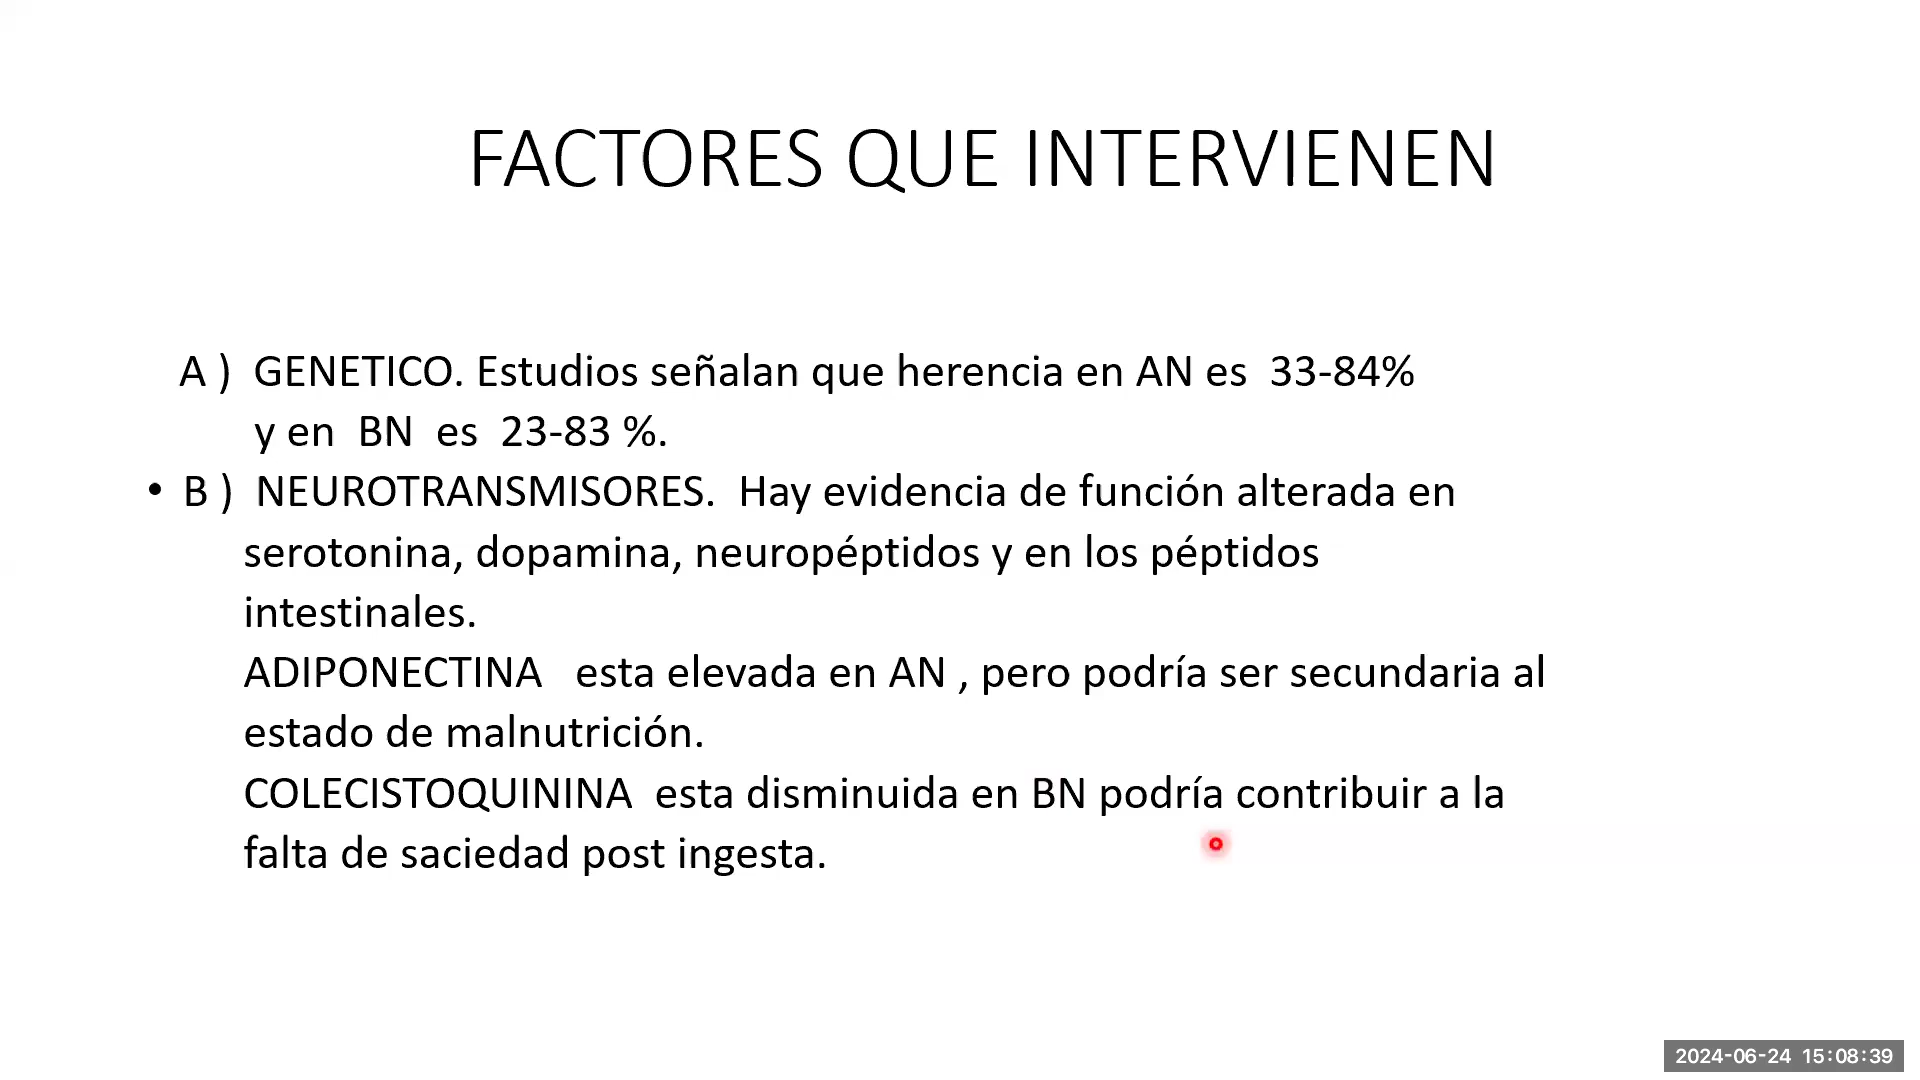 FACTORES QUE INTERVIENEN
A ) GENETICO. Estudios señalan que herencia en AN es 33-84%
y en BN es 23-83 %.
• B ) NEUROTRANSMISORES. Hay evidencia de función alterada en
serotonina, dopamina, neuropéptidos y en los péptidos
intestinales.
ADIPONECTINA esta elevada en AN , pero podría ser secundaria al
estado de malnutrición.
COLECISTOQUININA esta disminuida en BN podría contribuir a la
falta de saciedad post ingesta.
2024-06-24 15:08:39